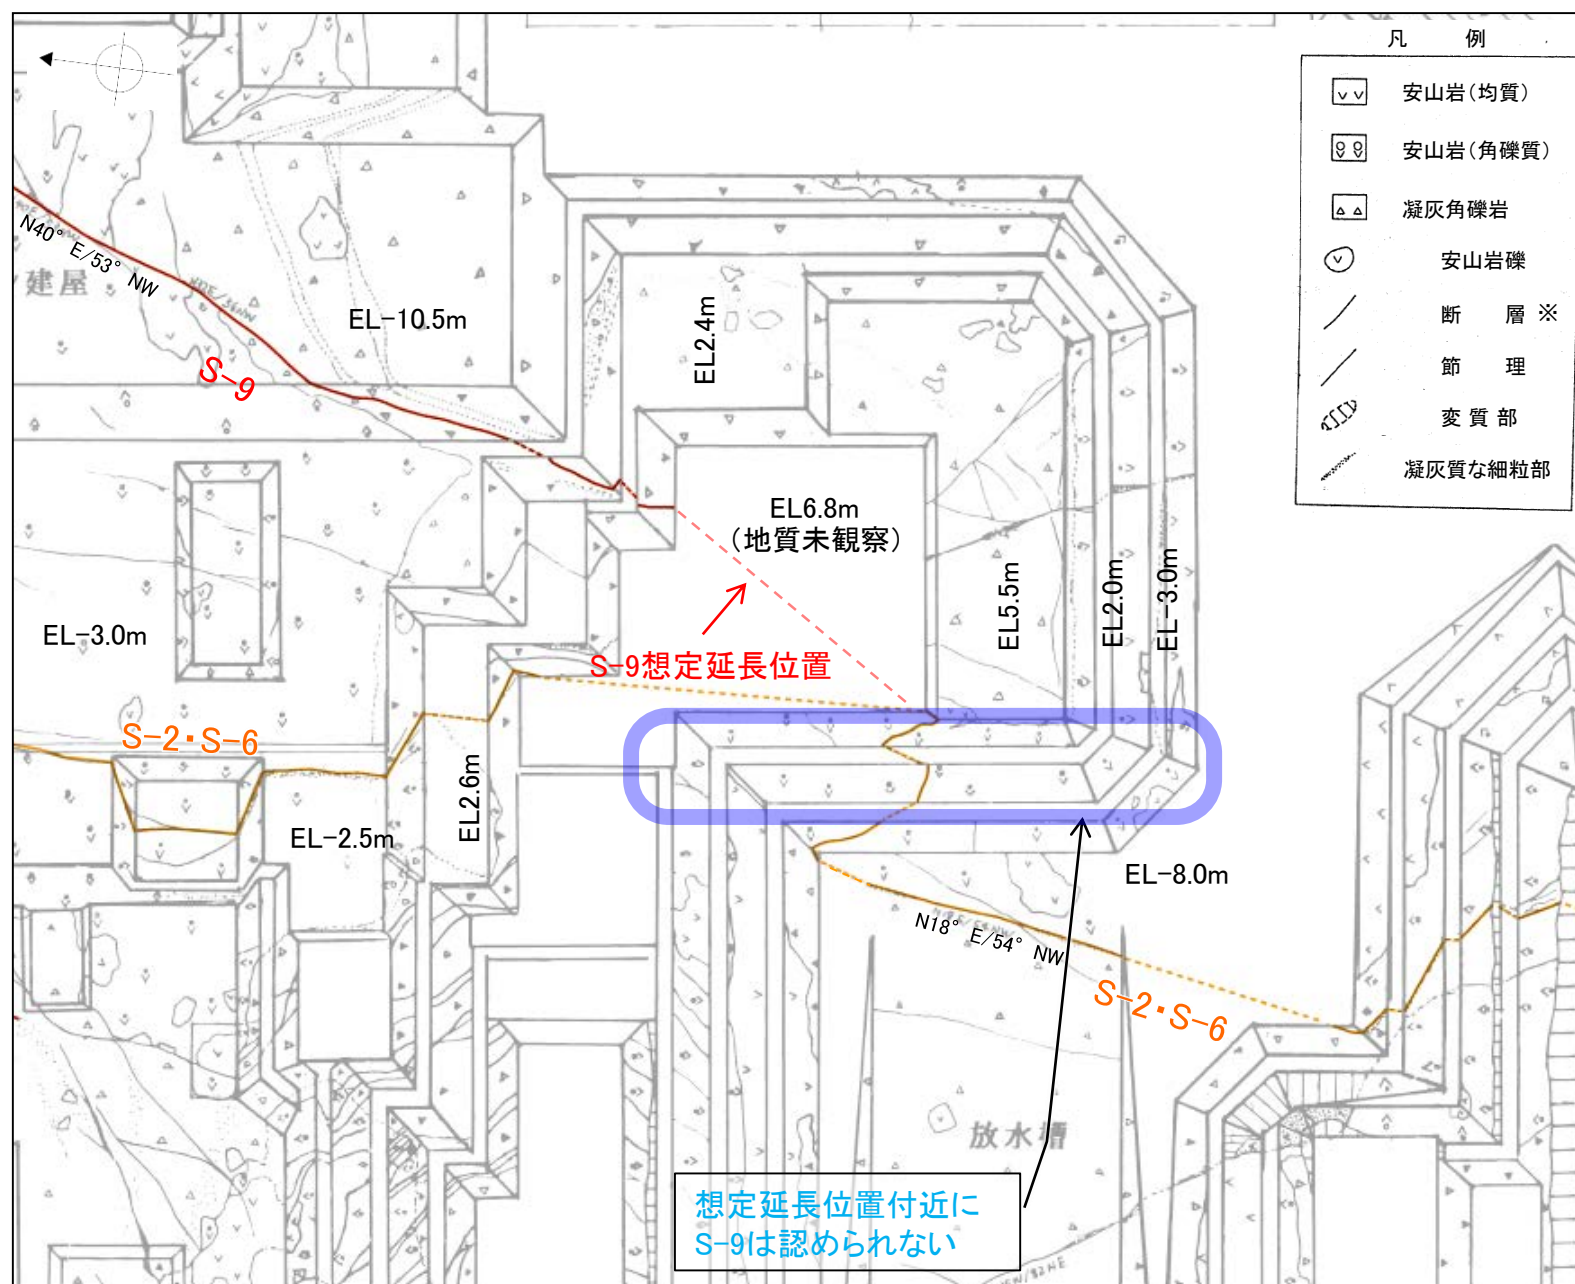 凡 例
安山岩（均質）
安山岩（角礫質）
凝灰角礫岩
安山岩礫
断 層 ※
節 理
変 質 部
凝灰質な細粒部
N40° E/53° NW
建屋
S-9
EL-10.5m
EL2.4m
EL6.8m
（地質未観察）
EL5.5m
EL2.0m
EL-3.0m
EL-3.0m
S-9想定延長位置
S-2・S-6
EL-2.5m
EL2.6m
EL-8.0m
N18° E/54° NW
S-2・S-6
放水槽
想定延長位置付近に
S-9は認められない